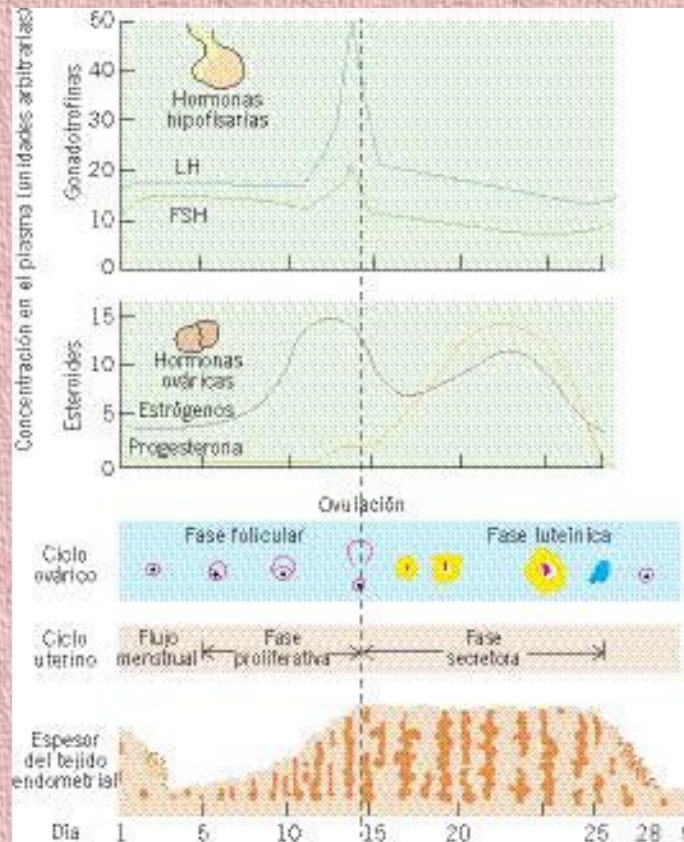 Concentración en el plasma (unidades arbitrarias)
Gonadotrofinas
50
40
30
20
10
0
Hormonas
hipofisarias
LH
FSH
Esteroides
15
10
5
0
Hormonas
ováricas
Estrógenos
Progesterona
Ovulación
Ciclo
ovárico
Fase folicular
Fase luteínica
Ciclo
uterino
Flujo
menstrual
Fase
proliferativa
Fase
secretora
Espesor
del tejido
endometrial
Día 1 5 10 15 20 25 28